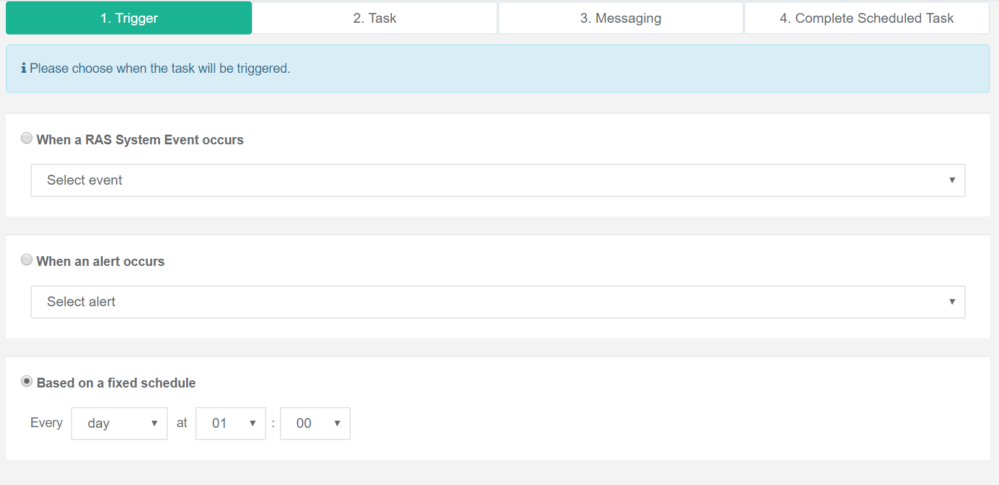 1. Trigger 2. Task 3. Messaging 4. Complete Scheduled Task
Please choose when the task will be triggered.
When a RAS System Event occurs
Select event
When an alert occurs
Select alert
Based on a fixed schedule
Every day at 01 : 00